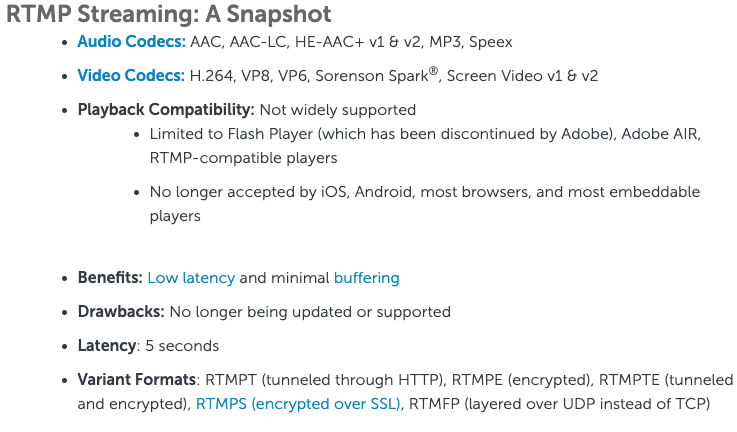 RTMP Streaming: A Snapshot
• Audio Codecs: AAC, AAC-LC, HE-AAC+ v1 & v2, MP3, Speex
• Video Codecs: H.264, VP8, VP6, Sorenson Spark®, Screen Video v1 & v2
• Playback Compatibility: Not widely supported
• Limited to Flash Player (which has been discontinued by Adobe), Adobe AIR,
RTMP-compatible players
• No longer accepted by iOS, Android, most browsers, and most embeddable
players
• Benefits: Low latency and minimal buffering
• Drawbacks: No longer being updated or supported
• Latency: 5 seconds
• Variant Formats: RTMPT (tunneled through HTTP), RTMPE (encrypted), RTMPTE (tunneled
and encrypted), RTMPS (encrypted over SSL), RTMFP (layered over UDP instead of TCP)